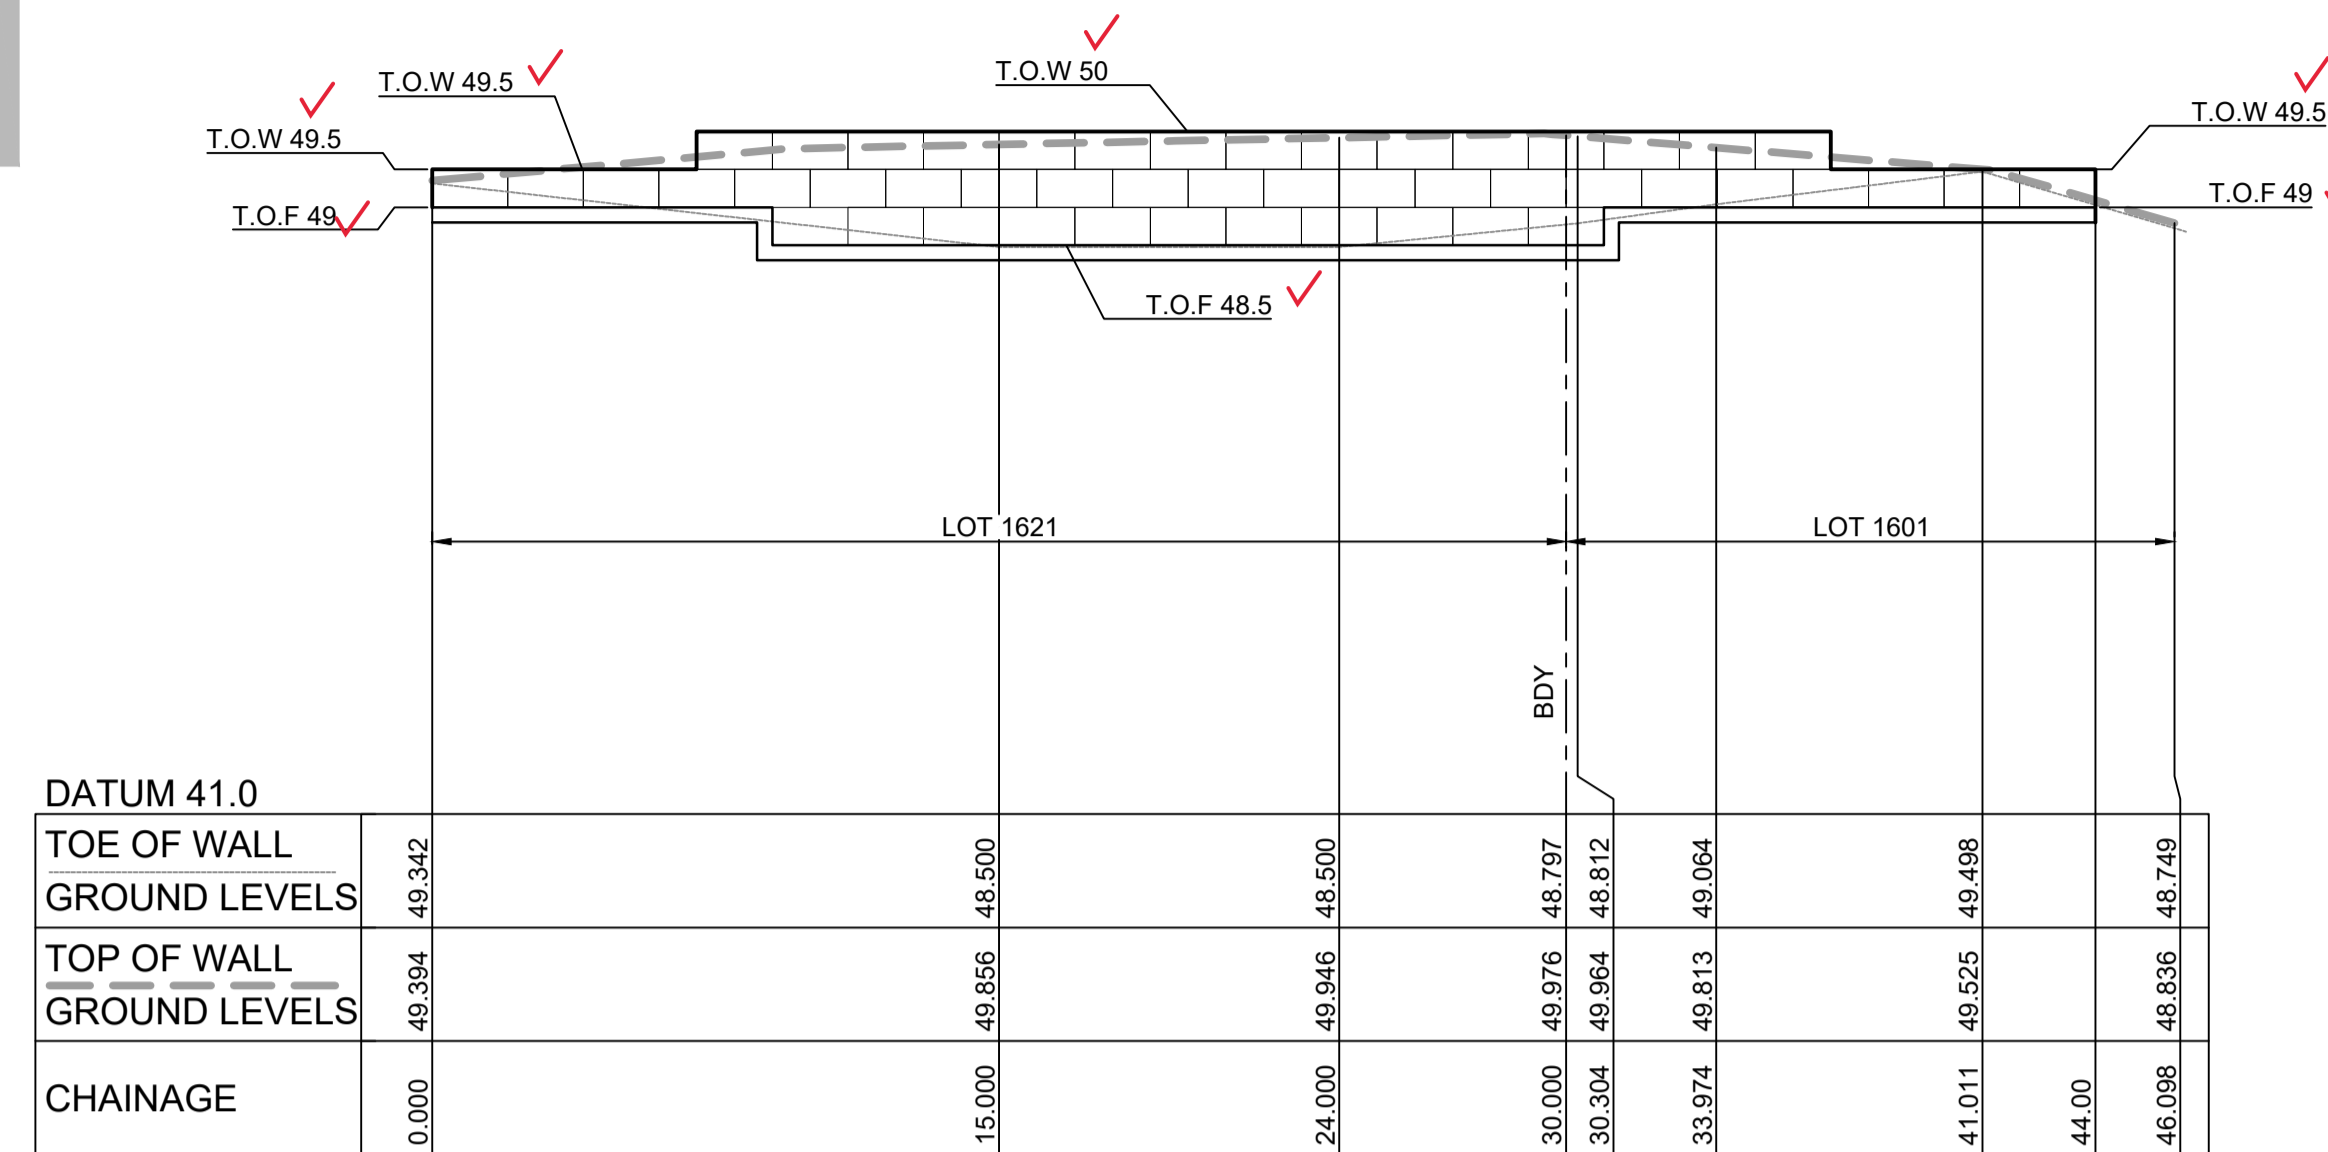 T.O.W 50
T.O.W 49.5
T.O.W 49.5
T.O.W 49.5
T.O.F 49
T.O.F 49
T.O.F 48.5
LOT 1621
LOT 1601
BDY
DATUM 41.0
TOE OF WALL
GROUND LEVELS
49.342
48.500
48.500
48.797
48.812
49.064
49.498
48.749
TOP OF WALL
GROUND LEVELS
49.394
49.856
49.946
49.976
49.964
49.813
49.525
48.836
CHAINAGE
0.000
15.000
24.000
30.000
30.304
33.974
41.011
44.00
46.098